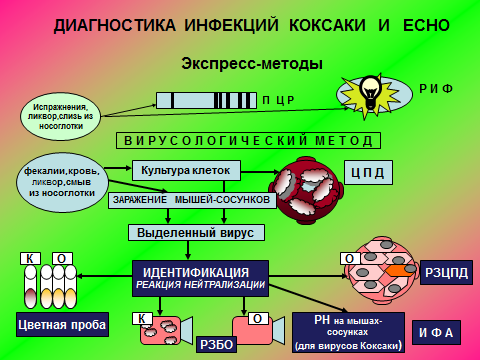 ДИАГНОСТИКА ИНФЕКЦИЙ КОКСАКИ И ECHO
Экспресс-методы
Испражнения,
ликвор,слизь из
носоглотки
П Ц Р
Р И Ф
В И Р У С О Л О Г И Ч Е С К И Й М Е Т О Д
фекалии,кровь,
ликвор,смыв
из носоглотки
Культура клеток
Ц П Д
ЗАРАЖЕНИЕ МЫШЕЙ-СОСУНКОВ
Выделенный вирус
К О
ИДЕНТИФИКАЦИЯ
РЕАКЦИЯ НЕЙТРАЛИЗАЦИИ
О
РЗЦПД
Цветная проба
К
О
РЗБО
РН на мышах-
сосунках
(для вирусов Коксаки)
И Ф А